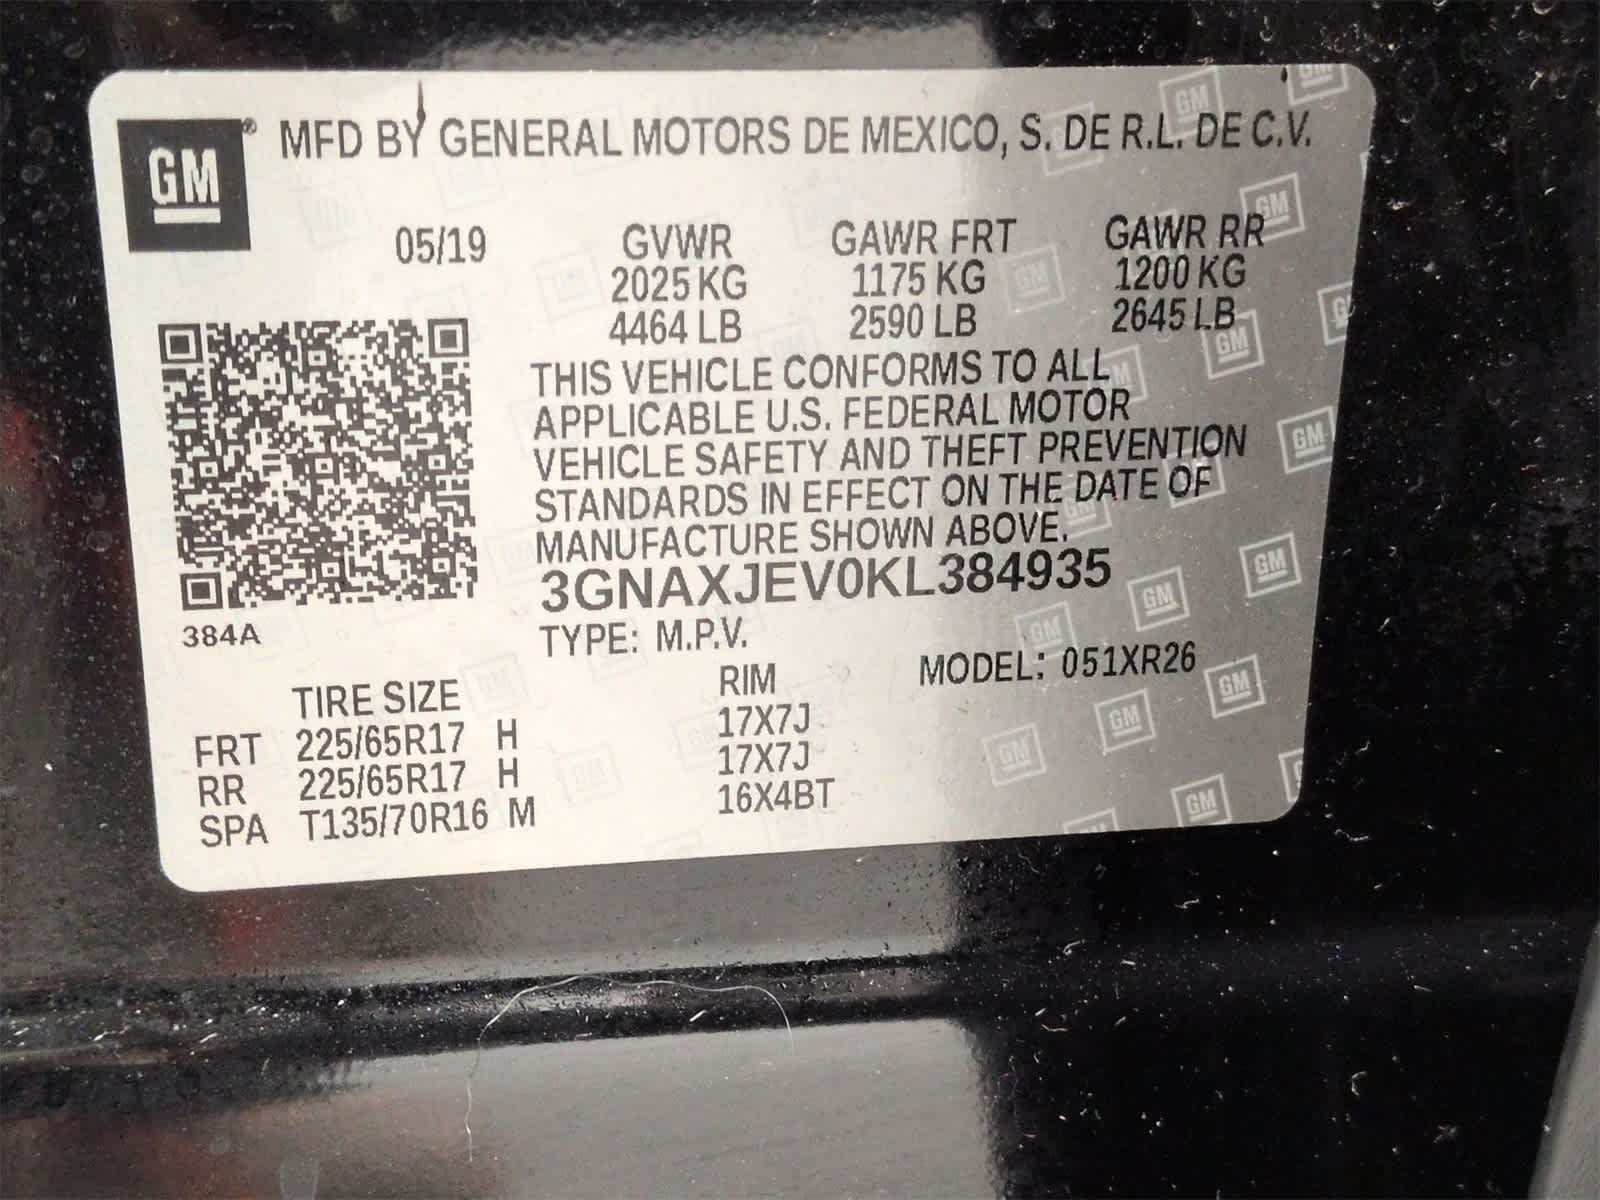 GM® MFD BY GENERAL MOTORS DE MEXICO, S. DE R.L. DE C.V.
05/19 GVWR GAWR FRT GAWR RR
2025 KG 1175 KG 1200 KG
4464 LB 2590 LB 2645 LB
THIS VEHICLE CONFORMS TO ALL
APPLICABLE U.S. FEDERAL MOTOR
VEHICLE SAFETY AND THEFT PREVENTION
STANDARDS IN EFFECT ON THE DATE OF
MANUFACTURE SHOWN ABOVE.
3GNAXJEV0KL384935
384A TYPE: M.P.V.
MODEL: 051XR26
TIRE SIZE RIM
FRT 225/65R17 H 17X7J
RR 225/65R17 H 17X7J
SPA T135/70R16 M 16X4BT